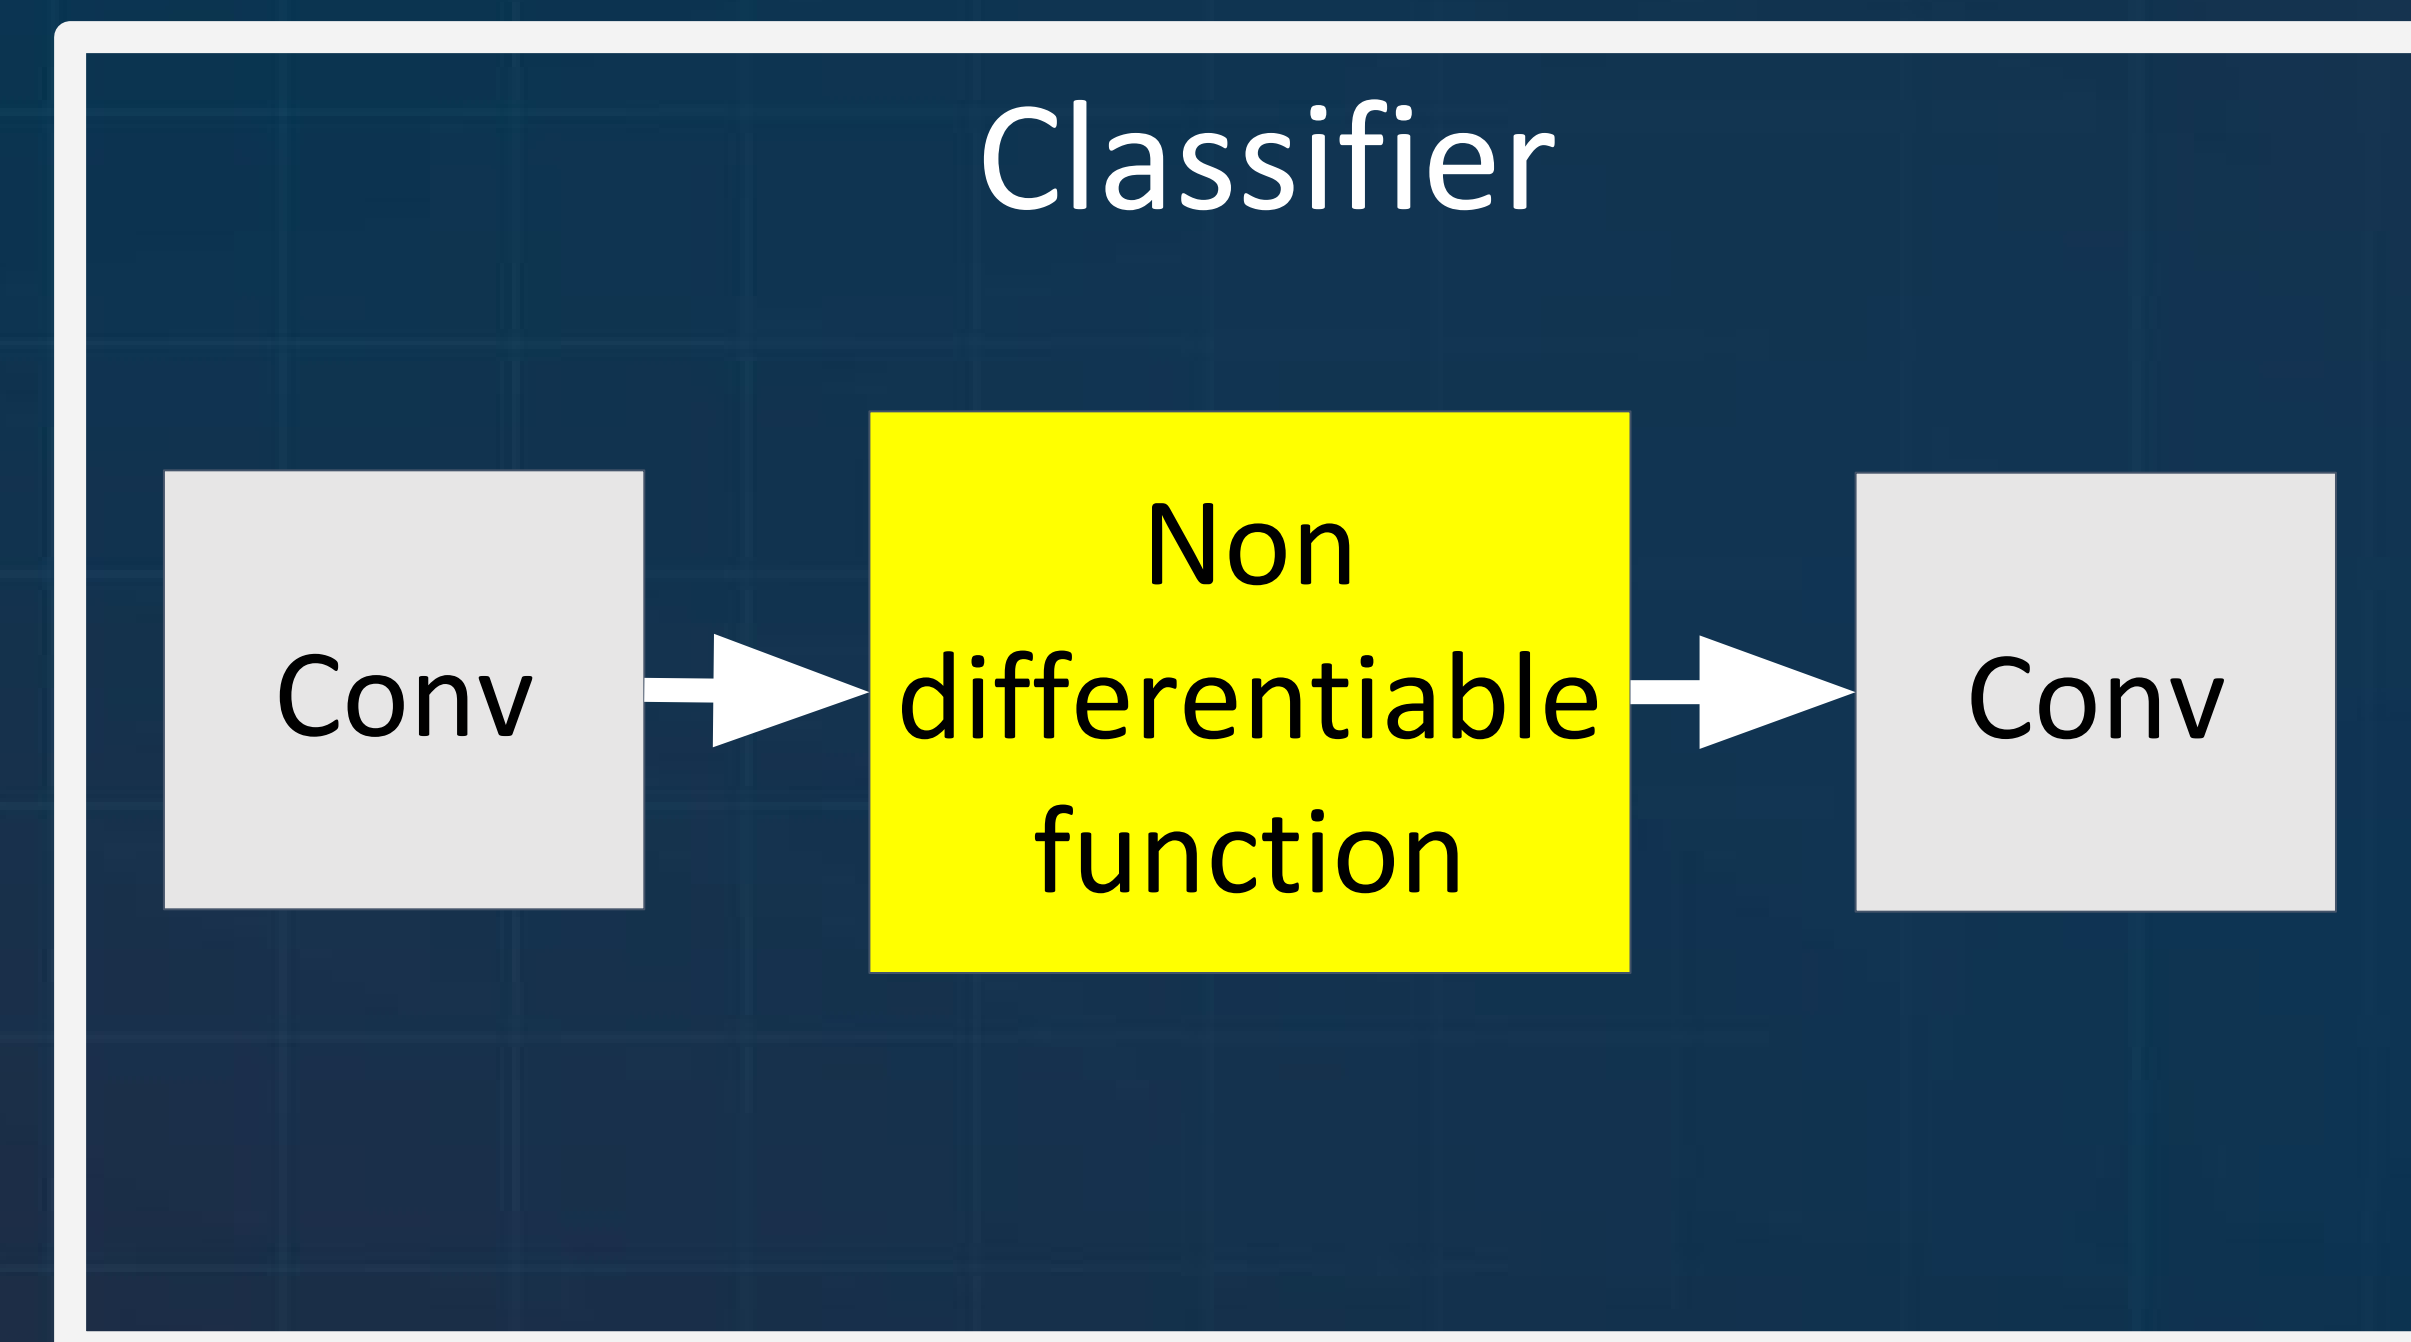 Classifier
Conv
Non
differentiable
function
Conv